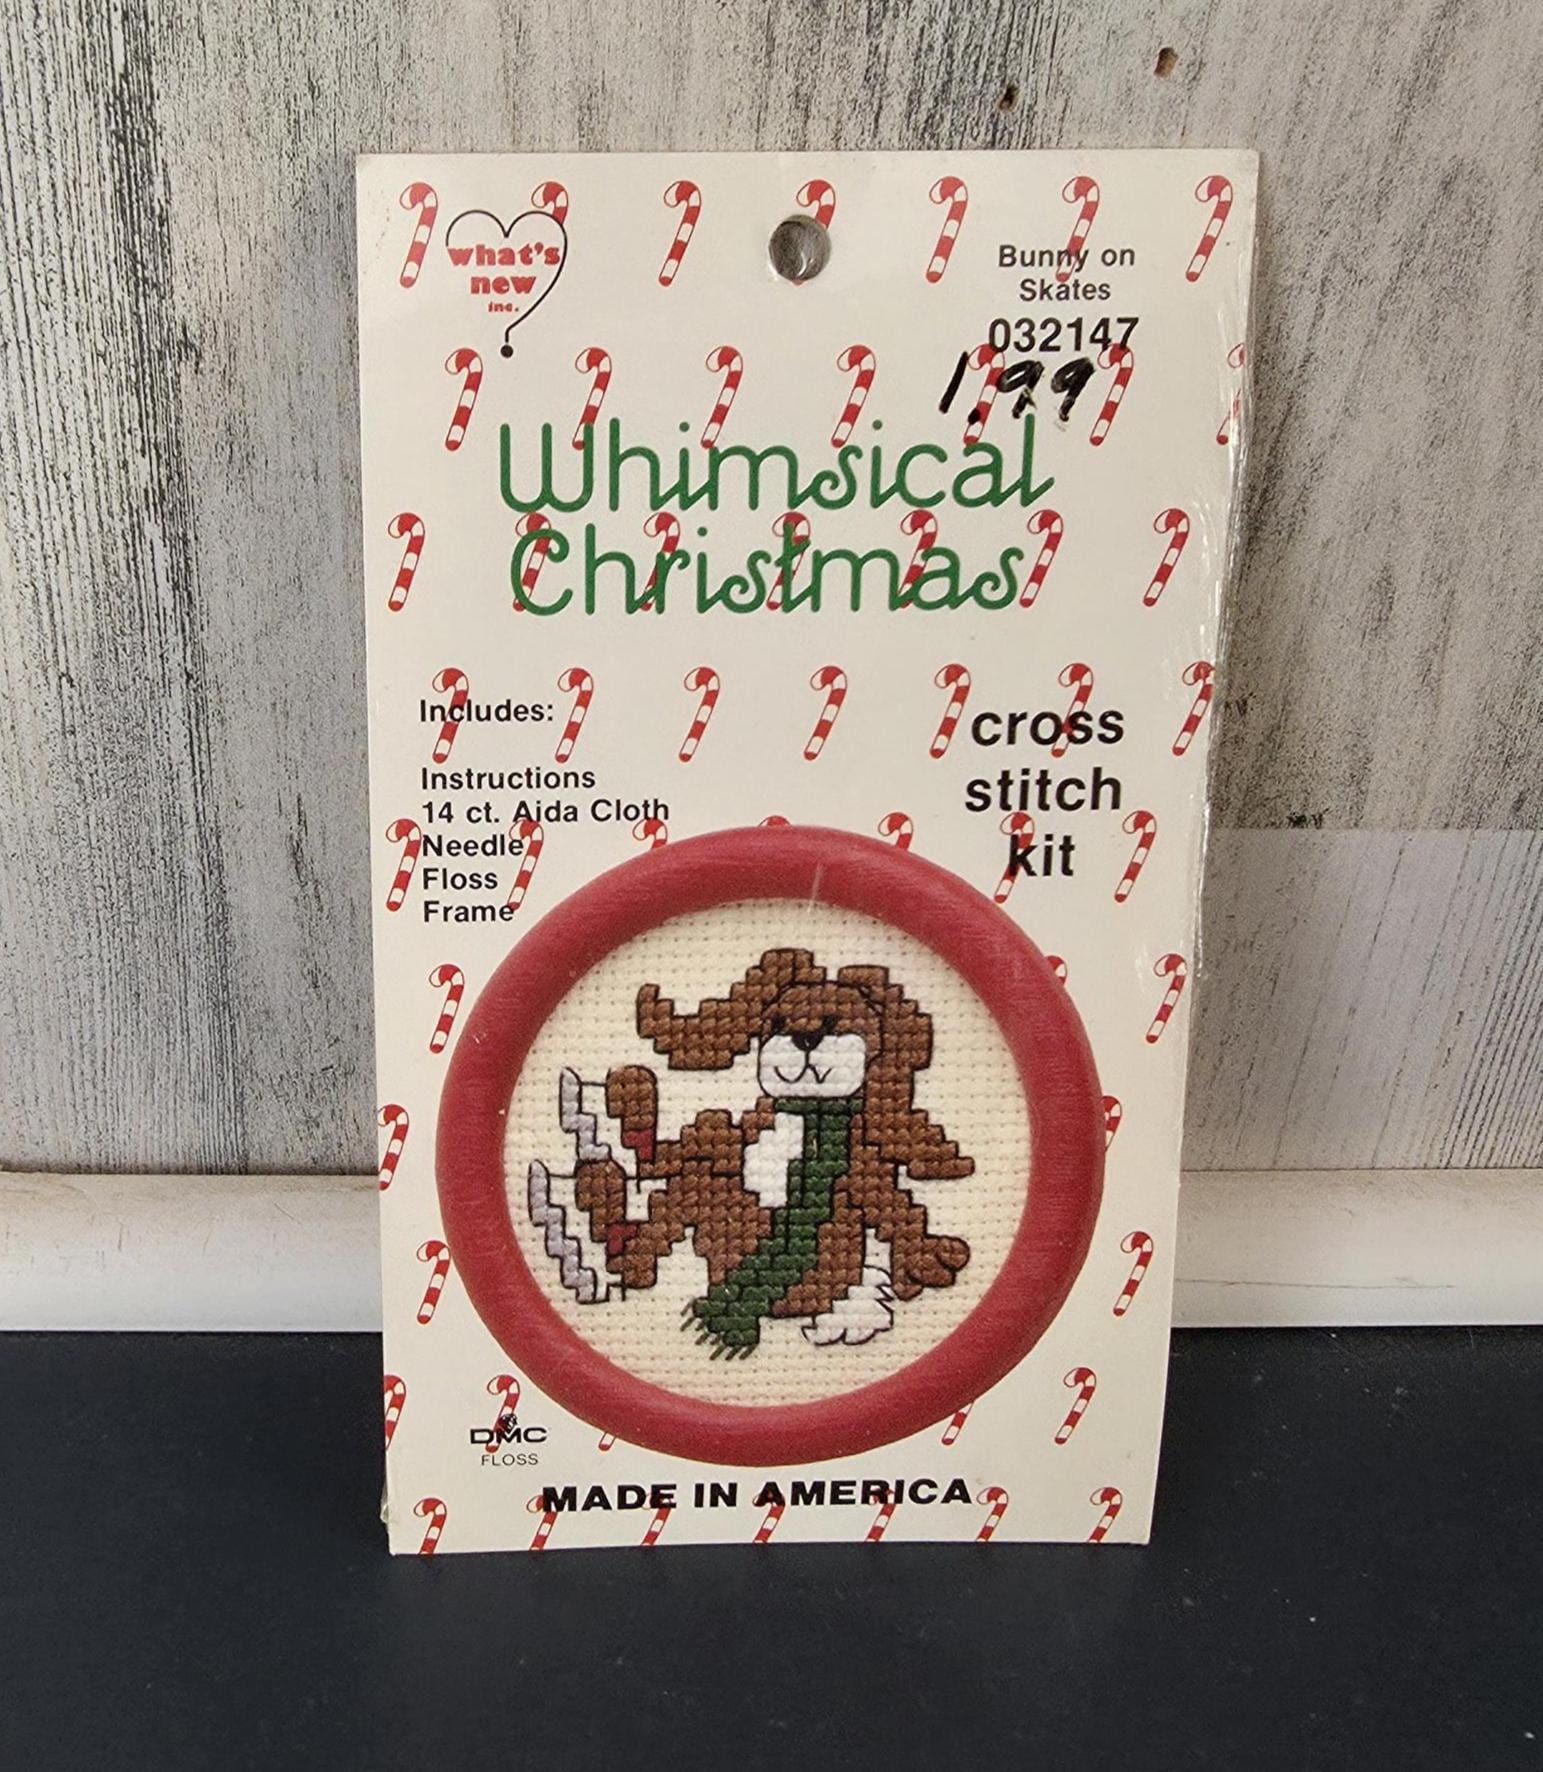 what's
new
inc.
Bunny on
Skates
032147
1.99
Whimsical
Christmas
Includes:
Instructions
14 ct. Aida Cloth
Needle
Floss
Frame
cross
stitch
kit
DMC
FLOSS
MADE IN AMERICA